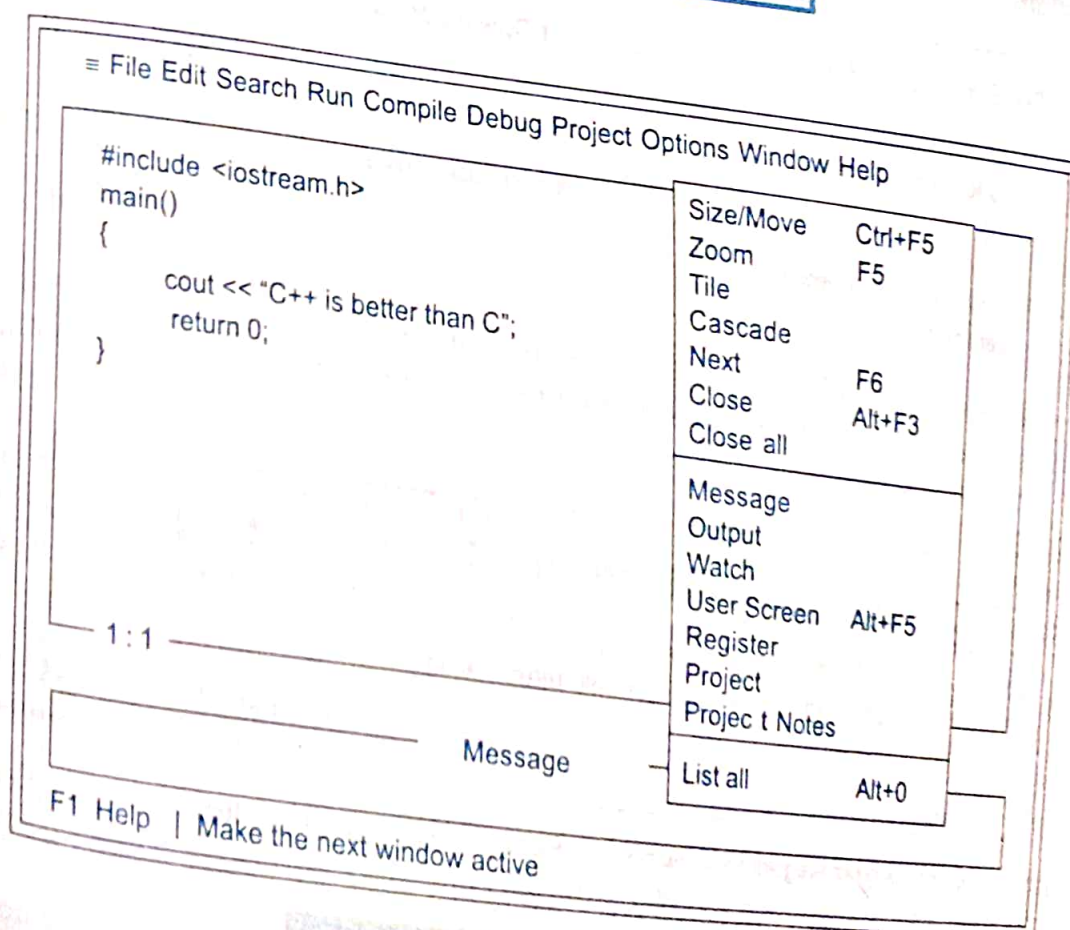 ≡ File Edit Search Run Compile Debug Project Options Window Help
#include <iostream.h>
main()
{
cout << “C++ is better than C”;
return 0;
}
1 : 1
Size/Move Ctrl+F5
Zoom F5
Tile
Cascade
Next F6
Close Alt+F3
Close all
Message
Output
Watch
User Screen Alt+F5
Register
Project
Projec t Notes
List all Alt+0
Message
F1 Help | Make the next window active